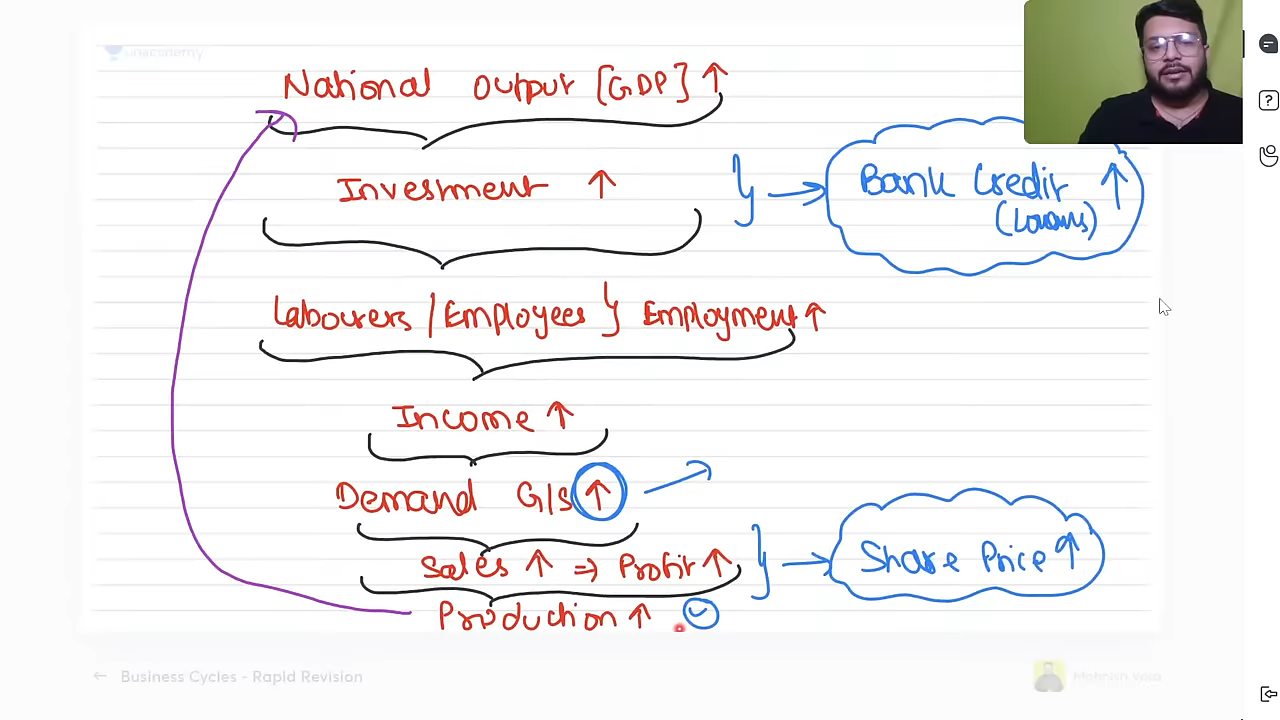 unacademy
National output [GDP] ↑
Investment ↑
Bank Credit ↑
(Loans)
Labourers / Employees } Employment ↑
Income ↑
Demand G/S ↑
Sales ↑ ⇒ Profit ↑
Share Price ↑
Production ↑
← Business Cycles - Rapid Revision